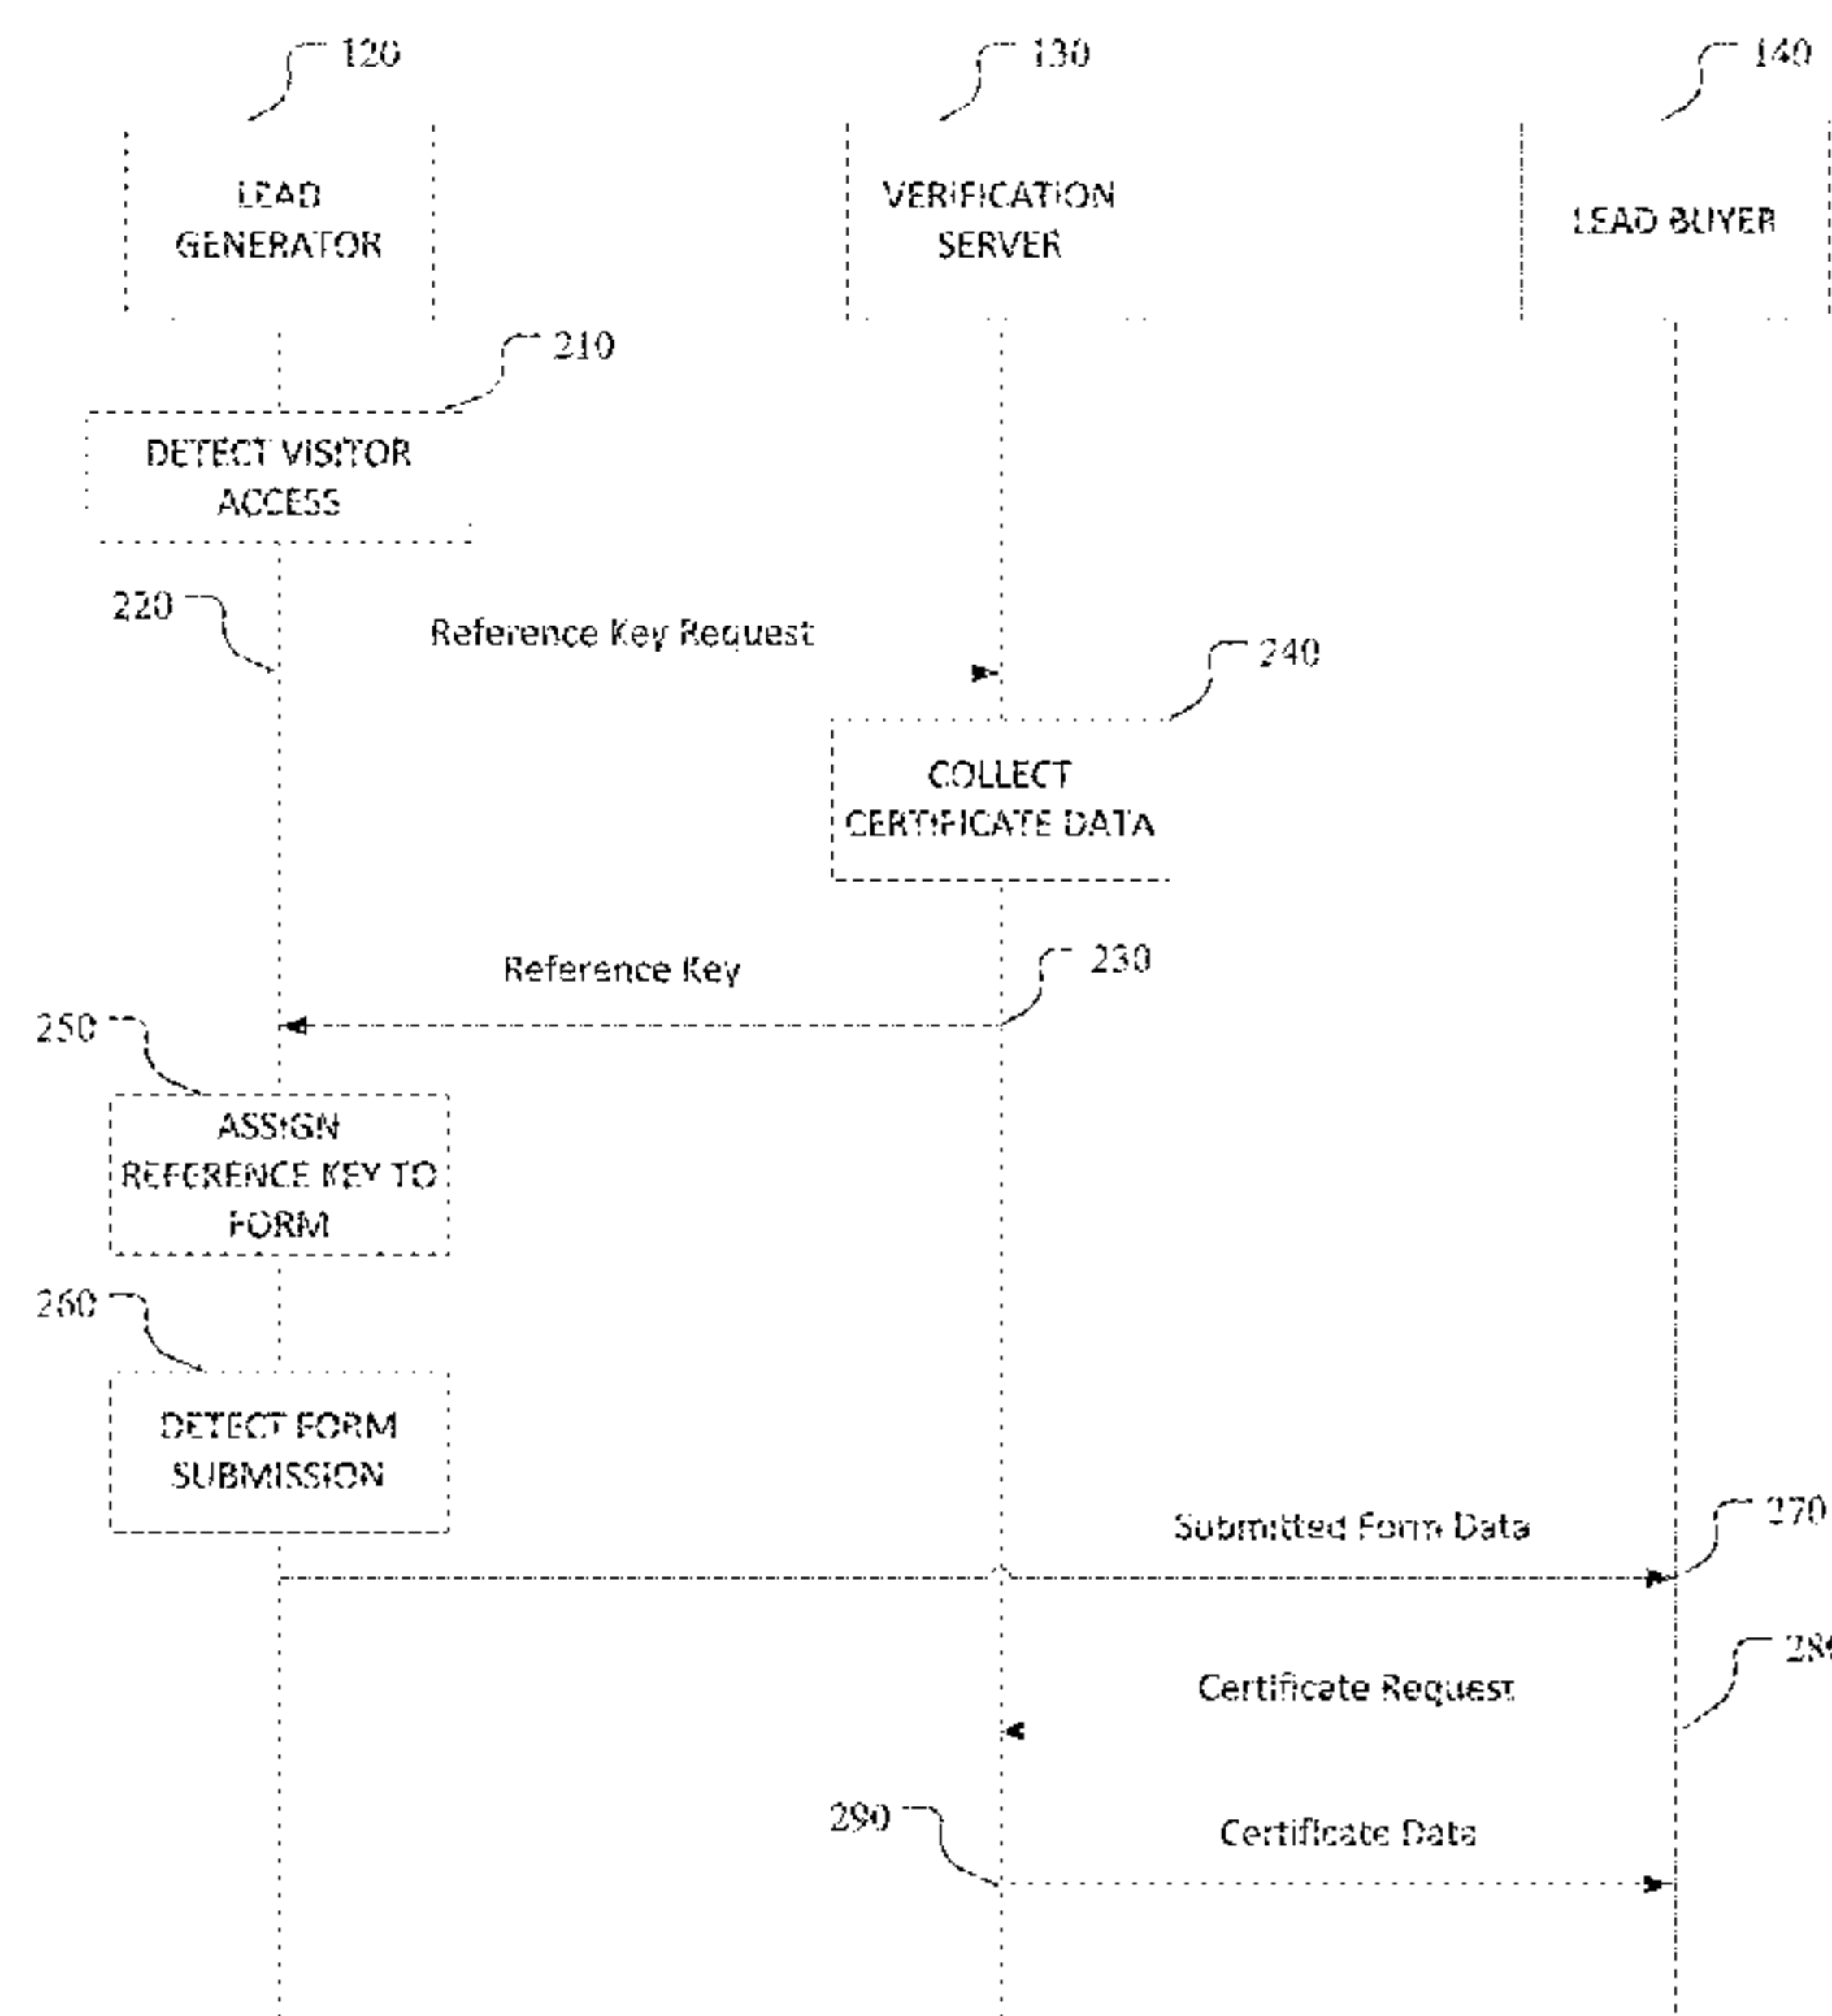 120
130
140
LEAD
GENERATOR
VERIFICATION
SERVER
LEAD BUYER
210
DETECT VISITOR
ACCESS
220
Reference Key Request
240
COLLECT
CERTIFICATE DATA
Reference Key
230
250
ASSIGN
REFERENCE KEY TO
FORM
260
DETECT FORM
SUBMISSION
Submitted Form Data
270
Certificate Request
290
Certificate Data